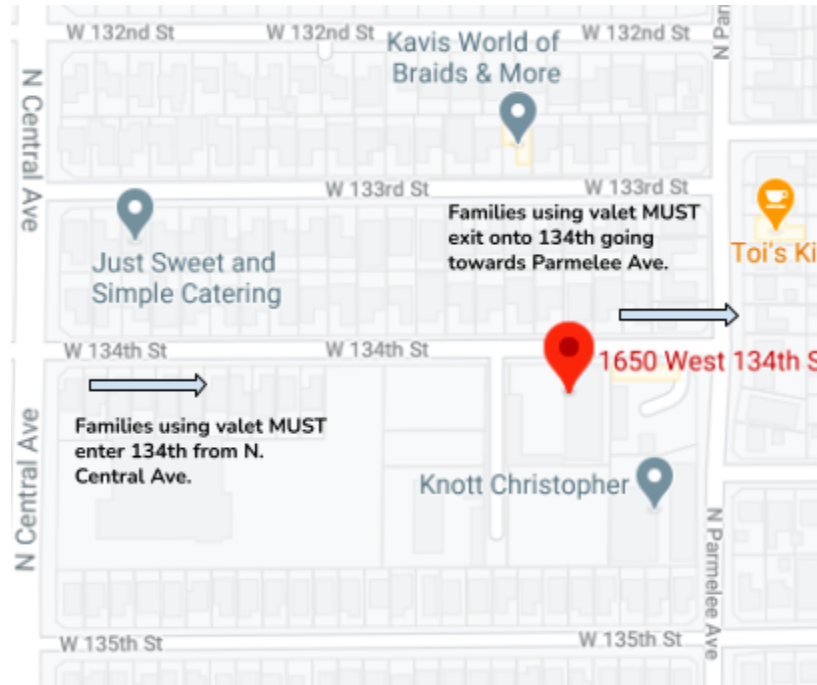 W 132nd St
W 132nd St
W 132nd St
N Par
Kavis World of
Braids & More
N Central Ave
W 133rd St
W 133rd St
Families using valet MUST
exit onto 134th going
towards Parmelee Ave.
Just Sweet and
Simple Catering
Toi's Ki
W 134th St
W 134th St
1650 West 134th S
Families using valet MUST
enter 134th from N.
Central Ave.
N Central Ave
Knott Christopher
N Parmelee Ave
W 135th St
W 135th St